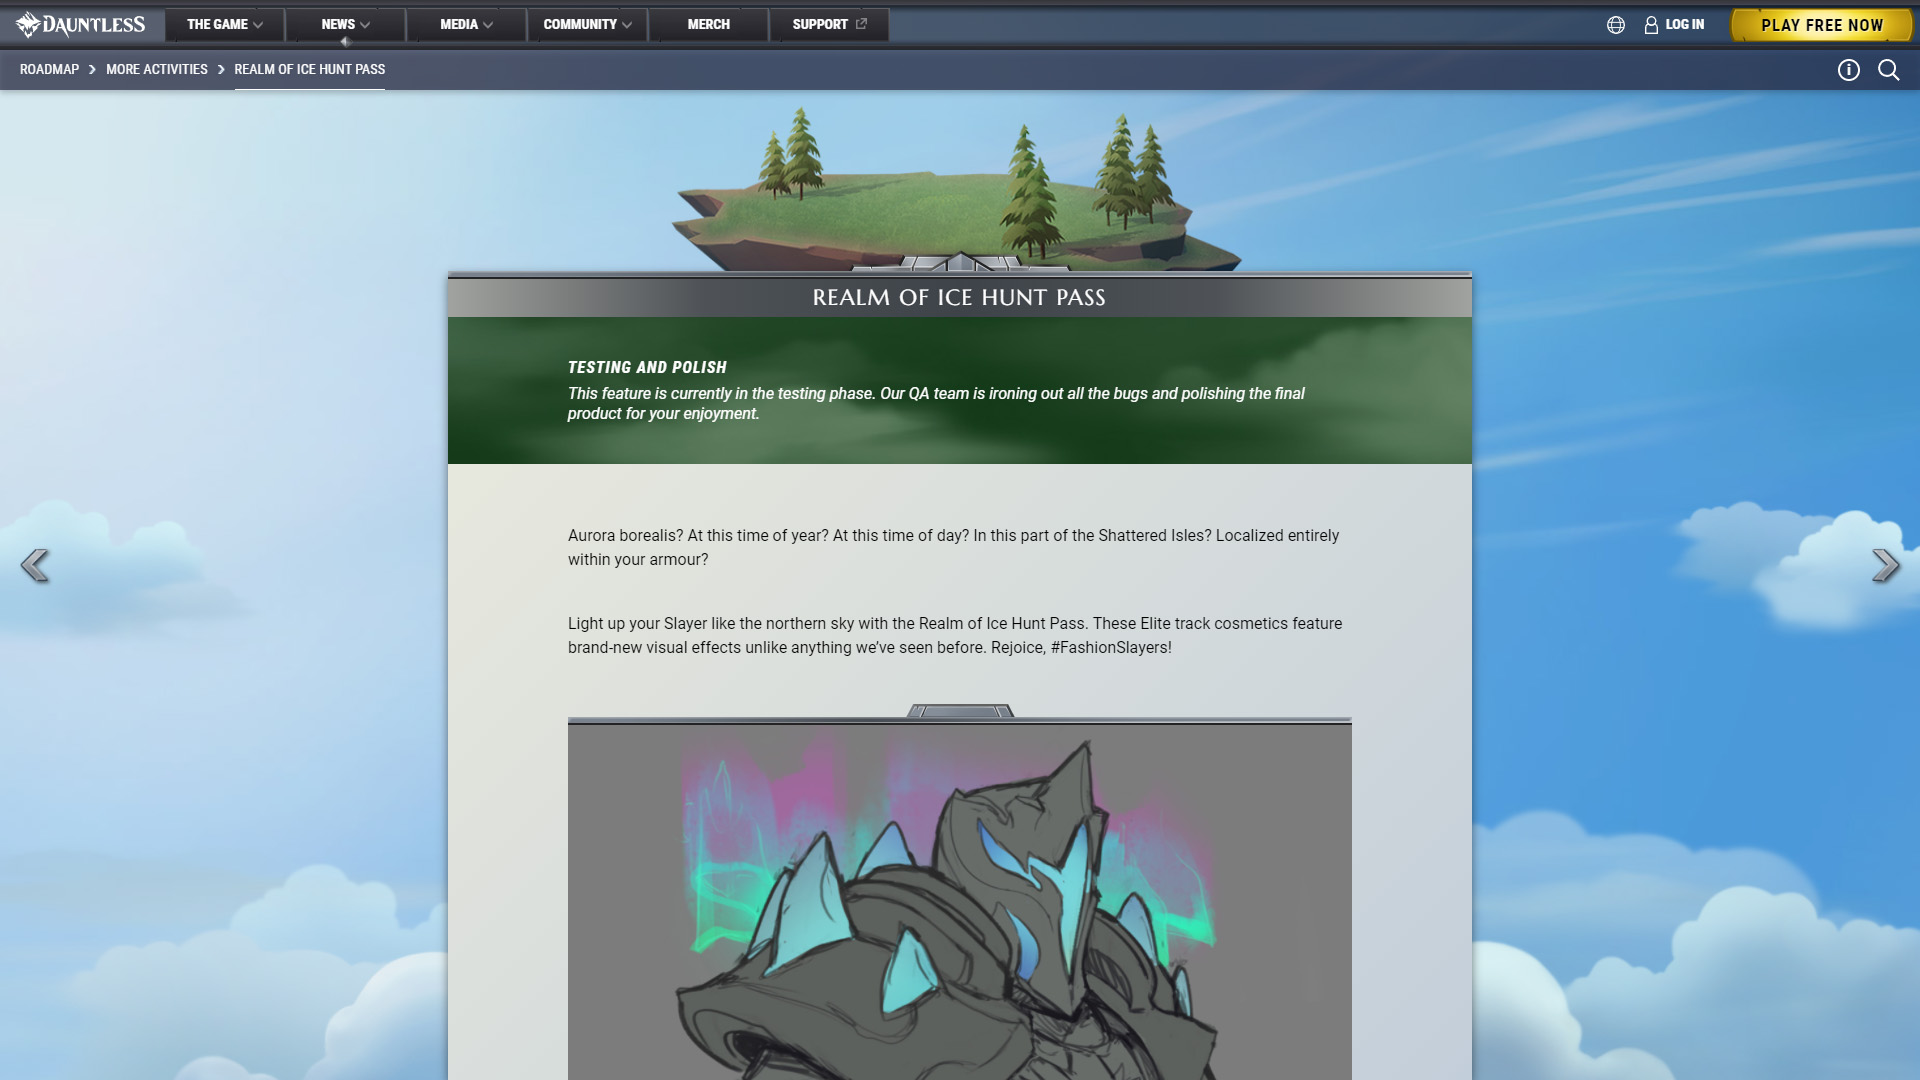 DAUNTLESS
THE GAME
NEWS
MEDIA
COMMUNITY
MERCH
SUPPORT
LOG IN
PLAY FREE NOW
ROADMAP
MORE ACTIVITIES
REALM OF ICE HUNT PASS
REALM OF ICE HUNT PASS
TESTING AND POLISH
This feature is currently in the testing phase. Our QA team is ironing out all the bugs and polishing the final
product for your enjoyment.
Aurora borealis? At this time of year? At this time of day? In this part of the Shattered Isles? Localized entirely
within your armour?
Light up your Slayer like the northern sky with the Realm of Ice Hunt Pass. These Elite track cosmetics feature
brand-new visual effects unlike anything we’ve seen before. Rejoice, #FashionSlayers!